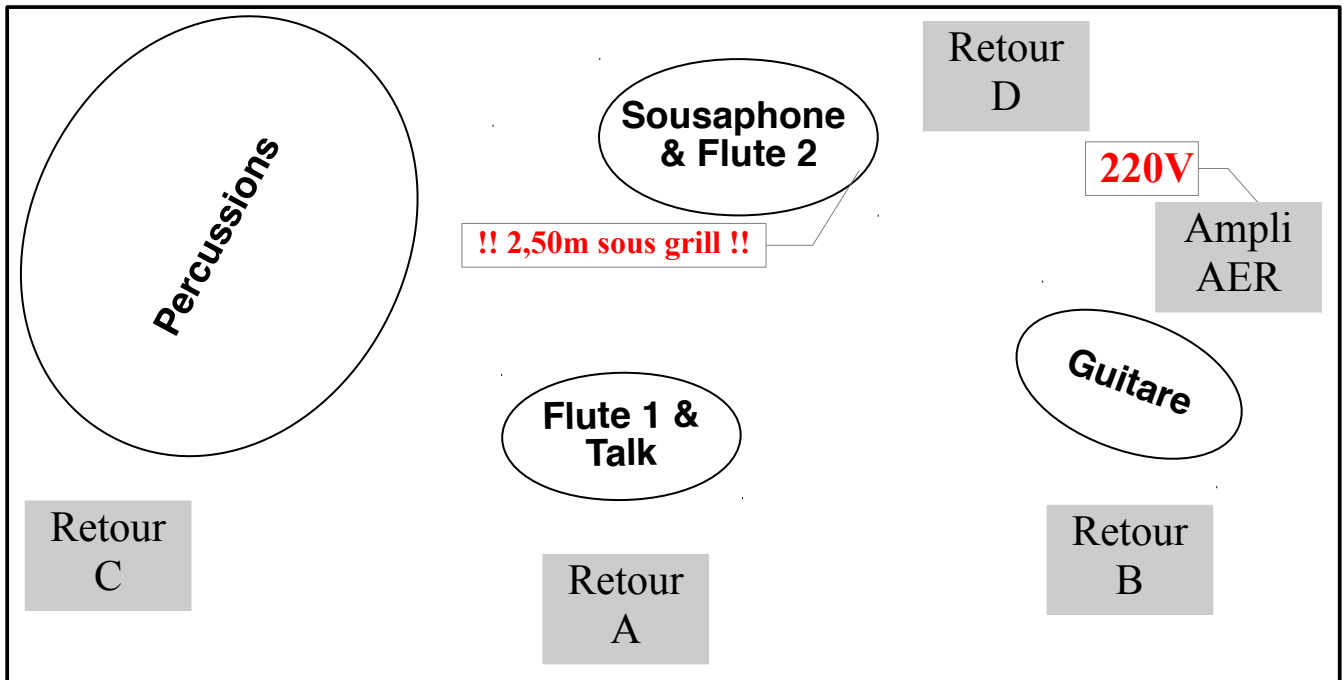 Retour
D
Sousaphone
& Flute 2
220V
Percussions
Ampli
AER
!! 2,50m sous grill !!
Guitare
Flute 1 &
Talk
Retour
C
Retour
A
Retour
B